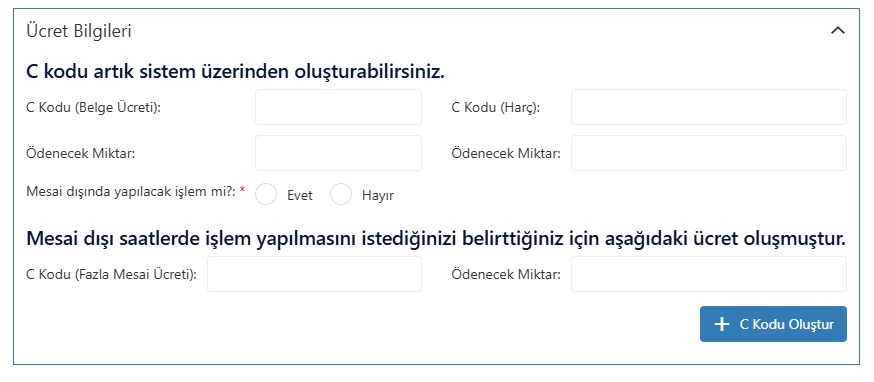 Ücret Bilgileri
C kodu artık sistem üzerinden oluşturabilirsiniz.
C Kodu (Belge Ücreti): C Kodu (Harç):
Ödenecek Miktar: Ödenecek Miktar:
Mesai dışında yapılacak işlem mi?: * Evet Hayır
Mesai dışı saatlerde işlem yapılmasını istediğinizi belirttiğiniz için aşağıdaki ücret oluşmuştur.
C Kodu (Fazla Mesai Ücreti): Ödenecek Miktar:
+ C Kodu Oluştur